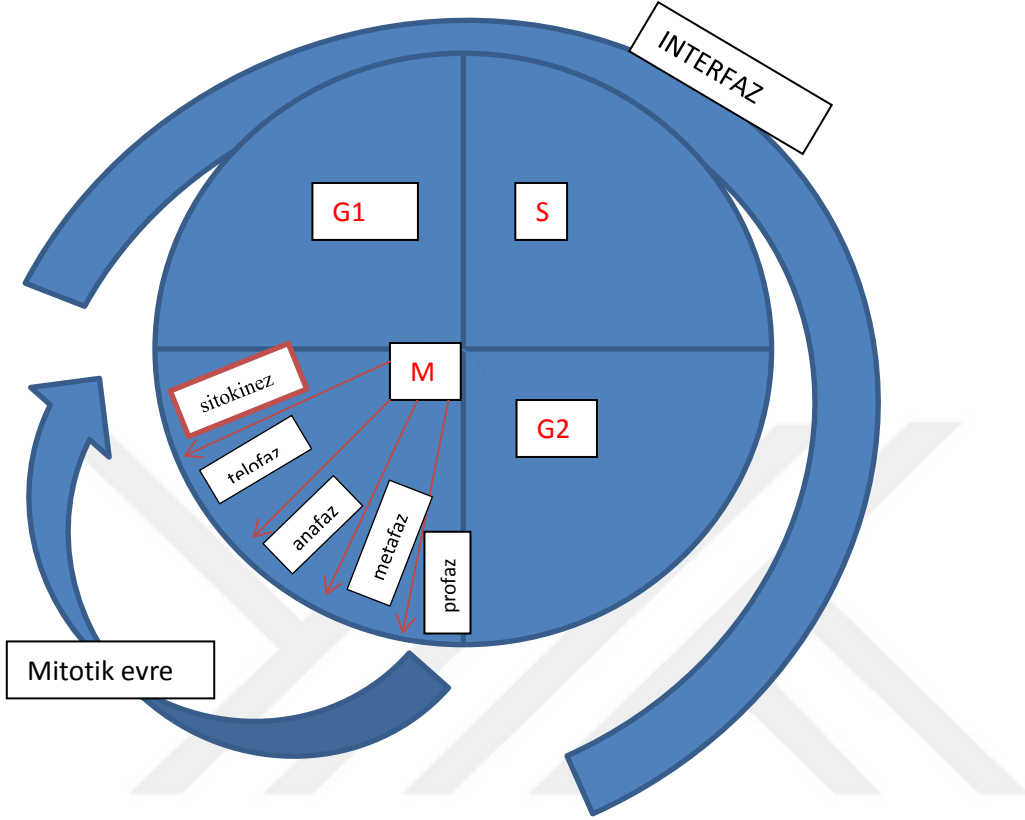 INTERFAZ
G1
S
M
G2
sitokinez
telofaz
anafaz
metafaz
profaz
Mitotik evre